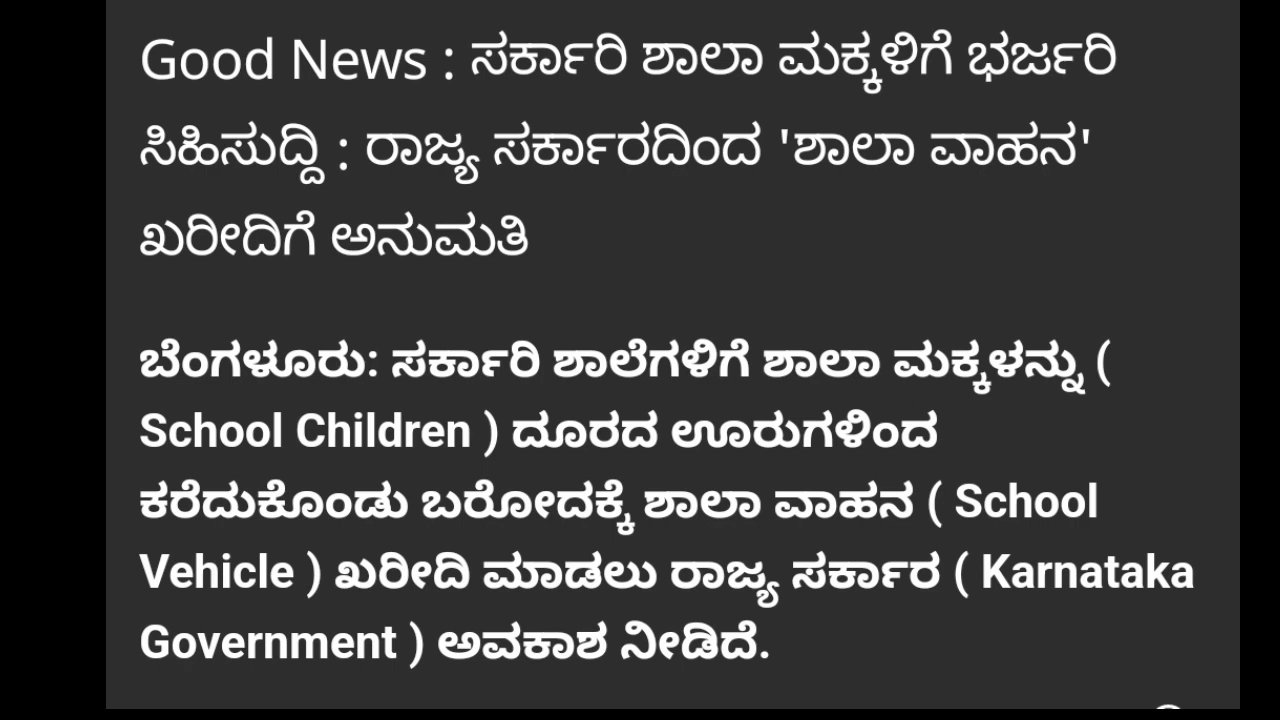 Good News : ಸರ್ಕಾರಿ ಶಾಲಾ ಮಕ್ಕಳಿಗೆ ಭರ್ಜರಿ
ಸಿಹಿಸುದ್ದಿ : ರಾಜ್ಯ ಸರ್ಕಾರದಿಂದ 'ಶಾಲಾ ವಾಹನ'
ಖರೀದಿಗೆ ಅನುಮತಿ
ಬೆಂಗಳೂರು: ಸರ್ಕಾರಿ ಶಾಲೆಗಳಿಗೆ ಶಾಲಾ ಮಕ್ಕಳನ್ನು (
School Children ) ದೂರದ ಊರುಗಳಿಂದ
ಕರೆದುಕೊಂಡು ಬರೋದಕ್ಕೆ ಶಾಲಾ ವಾಹನ ( School
Vehicle ) ಖರೀದಿ ಮಾಡಲು ರಾಜ್ಯ ಸರ್ಕಾರ ( Karnataka
Government ) ಅವಕಾಶ ನೀಡಿದೆ.